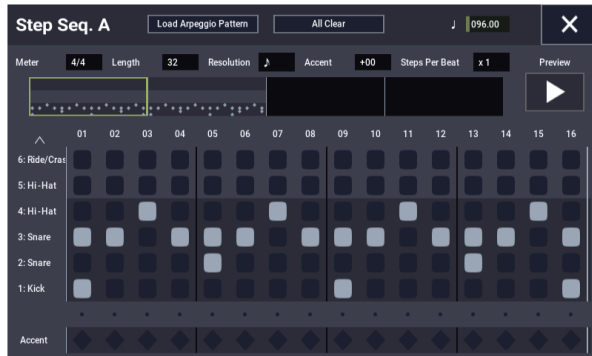 Step Seq. A Load Arpeggio Pattern All Clear ♩ 096.00 X
Meter 4/4 Length 32 Resolution ♪ Accent +00 Steps Per Beat x 1 Preview
01 02 03 04 05 06 07 08 09 10 11 12 13 14 15 16
6: Ride/Cras
5: Hi-Hat
4: Hi-Hat
3: Snare
2: Snare
1: Kick
Accent